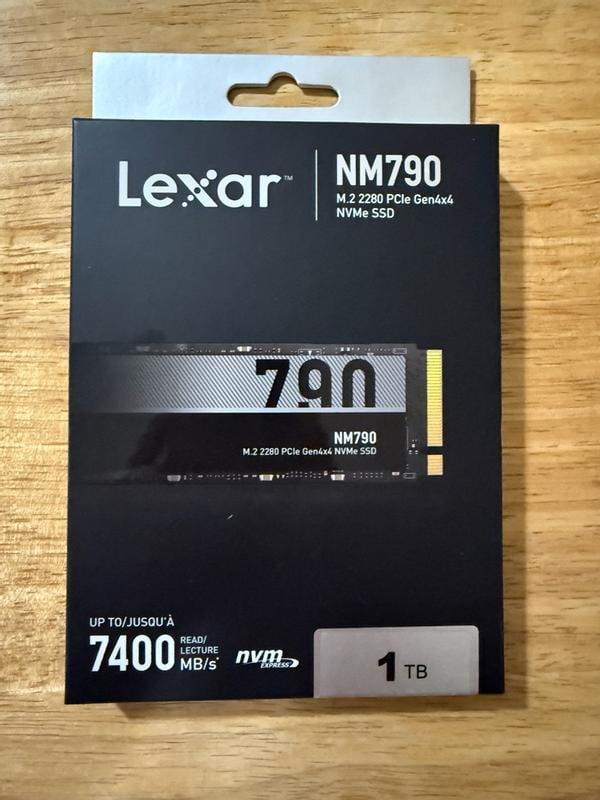 Lexar™
NM790
M.2 2280 PCIe Gen4x4
NVMe SSD
790
NM790
M.2 2280 PCIe Gen4x4 NVMe SSD
UP TO/JUSQU'À
7400 READ/
LECTURE
MB/s*
nvm
EXPRESS
1 TB